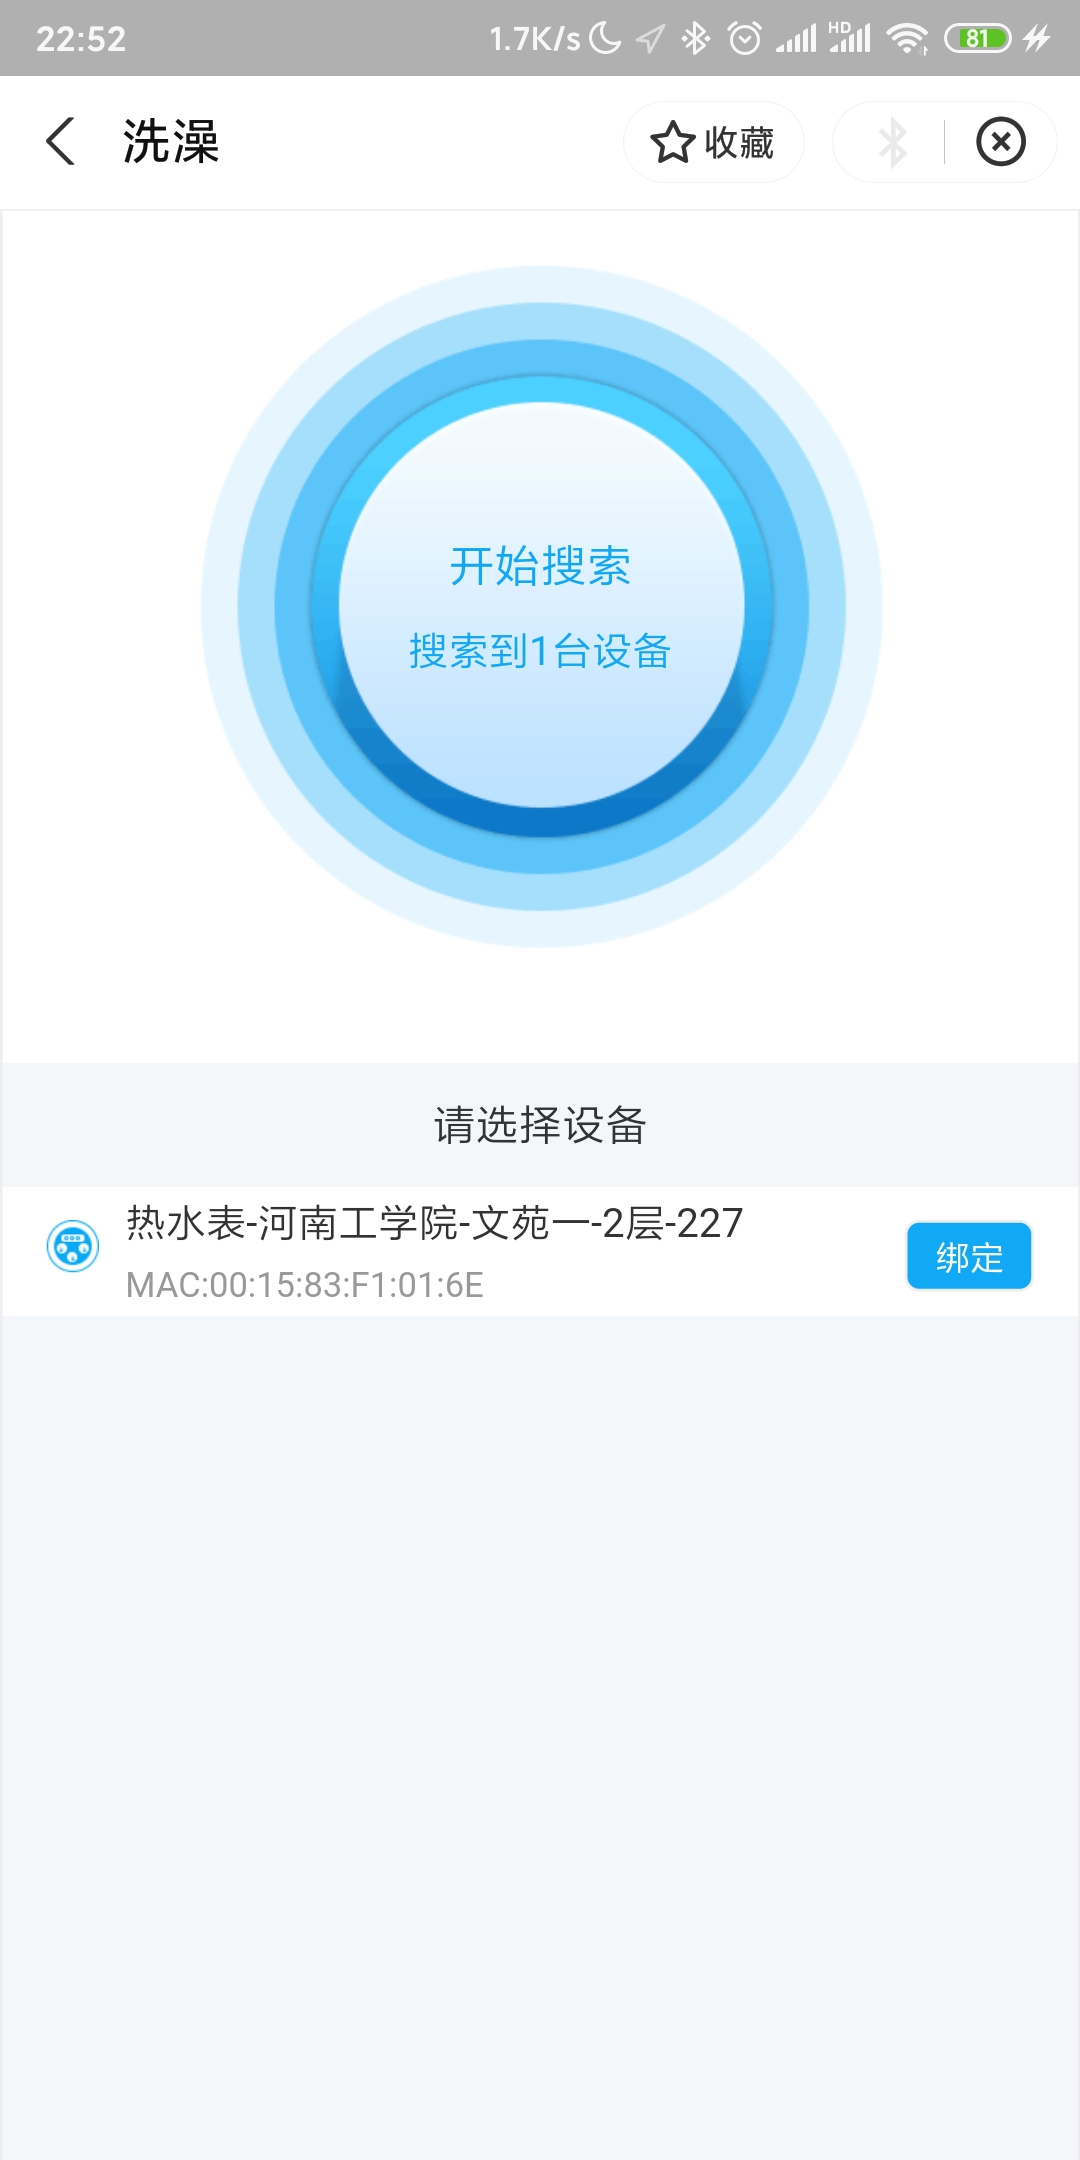 22:52 1.7K/s HD 81
洗澡 收藏
开始搜索
搜索到1台设备
请选择设备
热水表-河南工学院-文苑一-2层-227
MAC:00:15:83:F1:01:6E
绑定